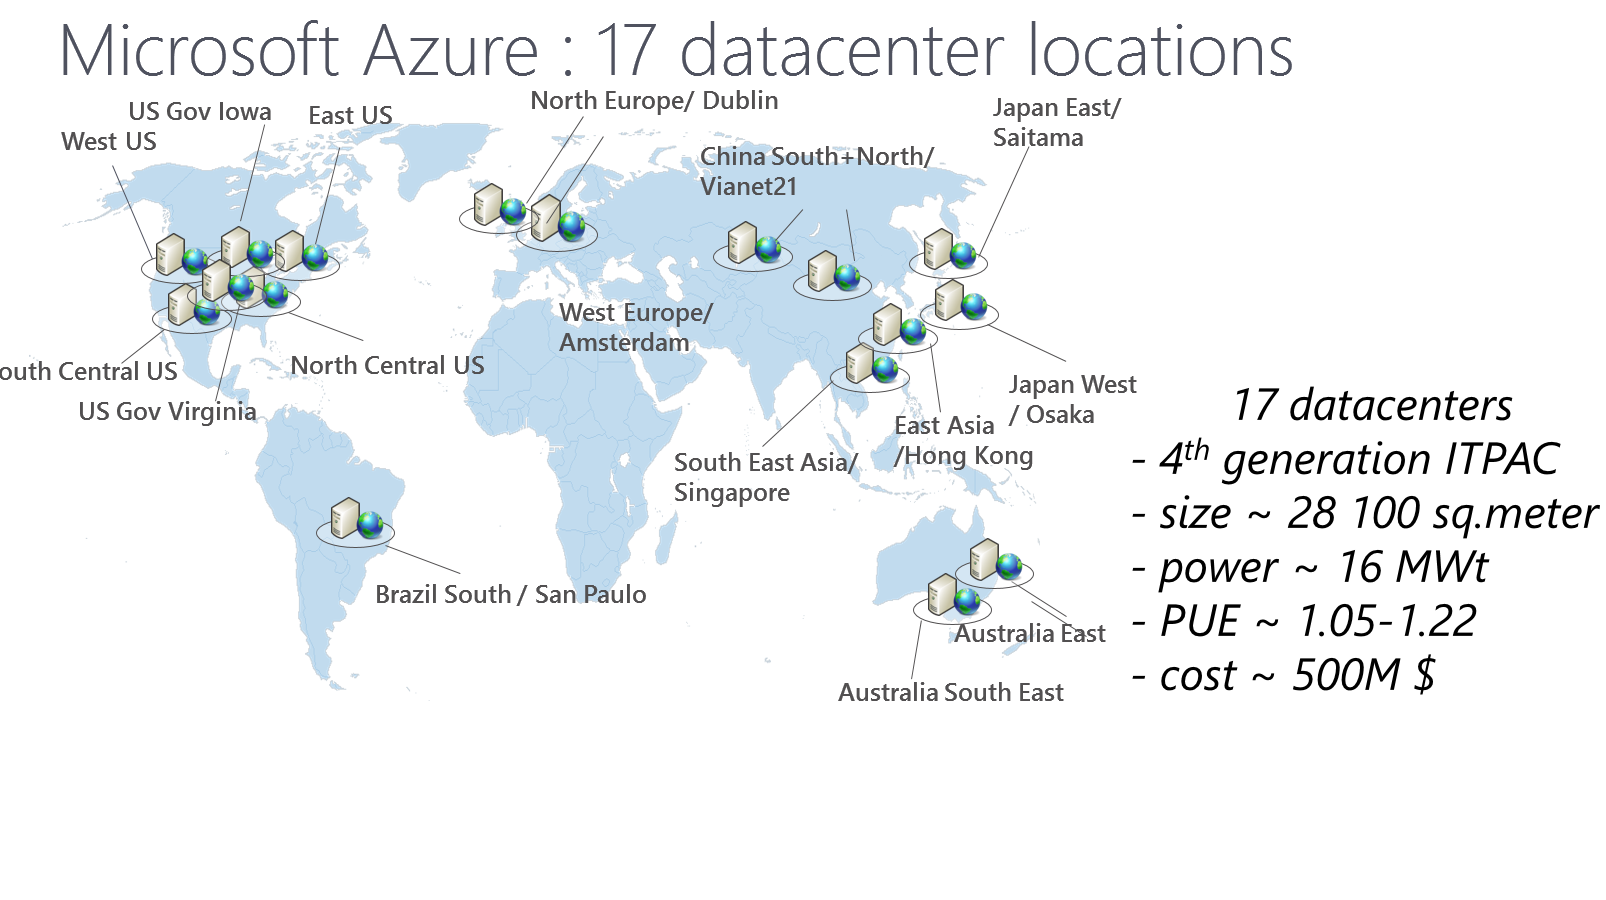 Microsoft Azure : 17 datacenter locations
US Gov Iowa
East US
West US
North Europe/ Dublin
Japan East/
Saitama
China South+North/
Vianet21
West Europe/
Amsterdam
outh Central US
North Central US
US Gov Virginia
Japan West
/ Osaka
East Asia
/Hong Kong
South East Asia/
Singapore
Brazil South / San Paulo
Australia East
Australia South East
17 datacenters
- 4th generation ITPAC
- size ~ 28 100 sq.meter
- power ~ 16 MWt
- PUE ~ 1.05-1.22
- cost ~ 500M $